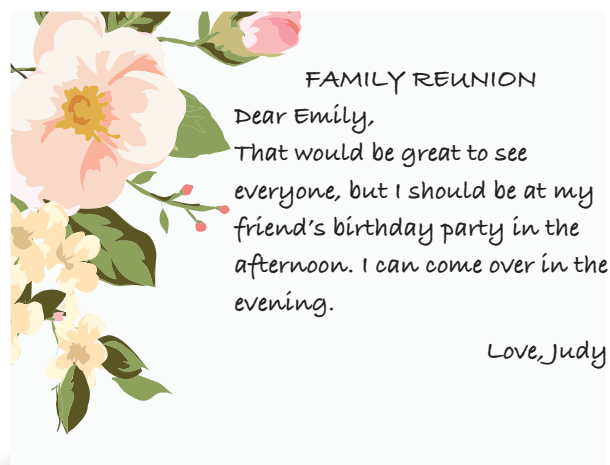 FAMILY REUNION
Dear Emily,
That would be great to see
everyone, but I should be at my
friend's birthday party in the
afternoon. I can come over in the
evening.
Love, Judy